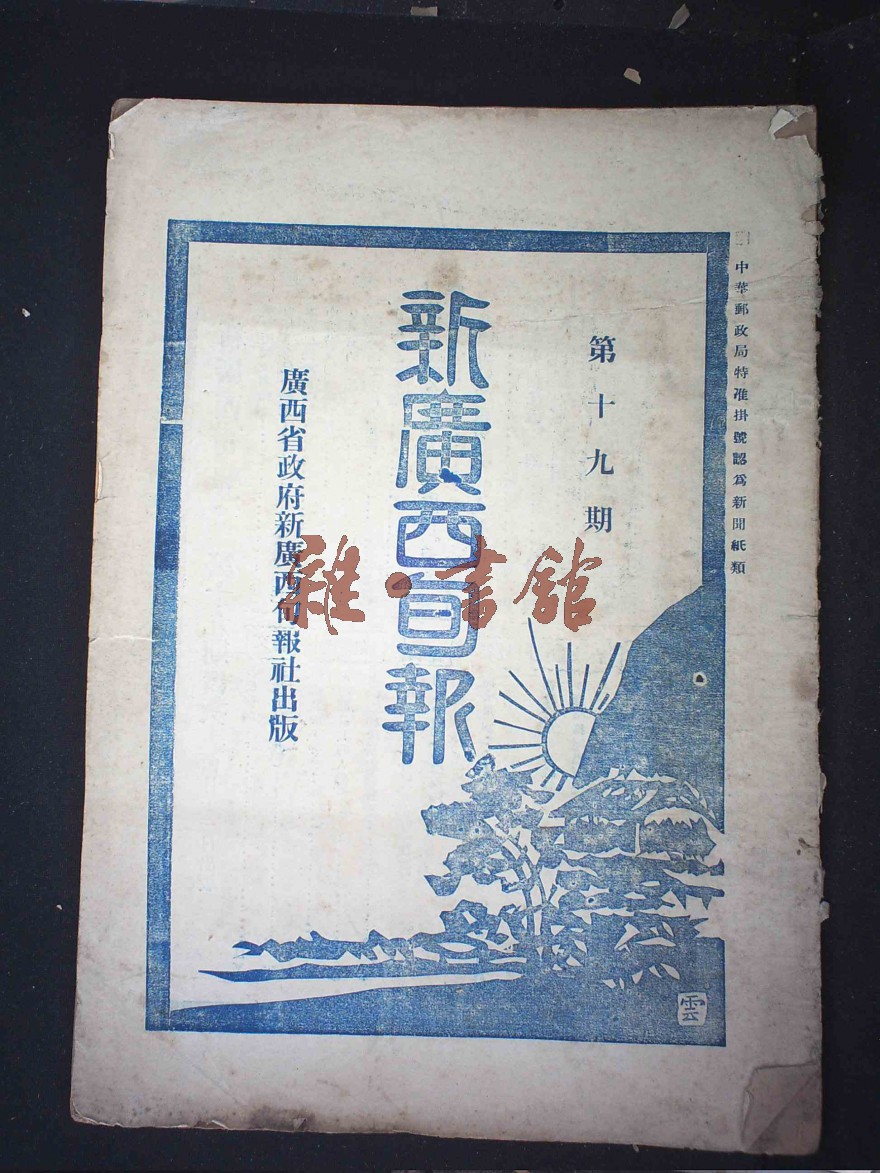 中華郵政局特准掛號認爲新聞紙類
第十九期
新廣西旬報
廣西省政府新廣西旬報社出版
雜·書館
雲